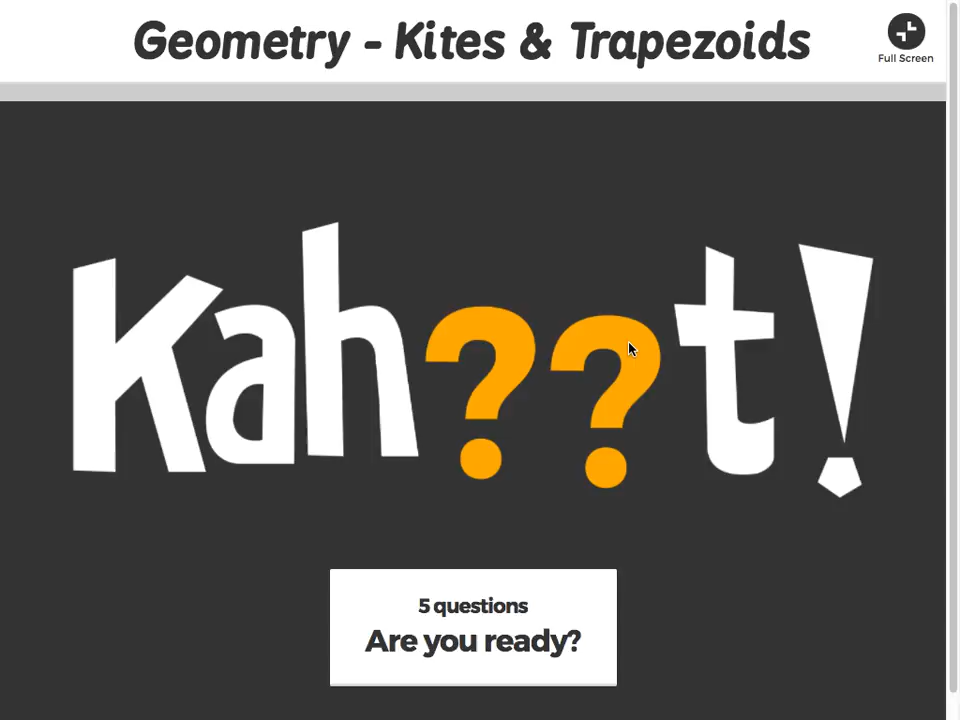 Geometry - Kites & Trapezoids
Full Screen
Kah??t!
5 questions
Are you ready?